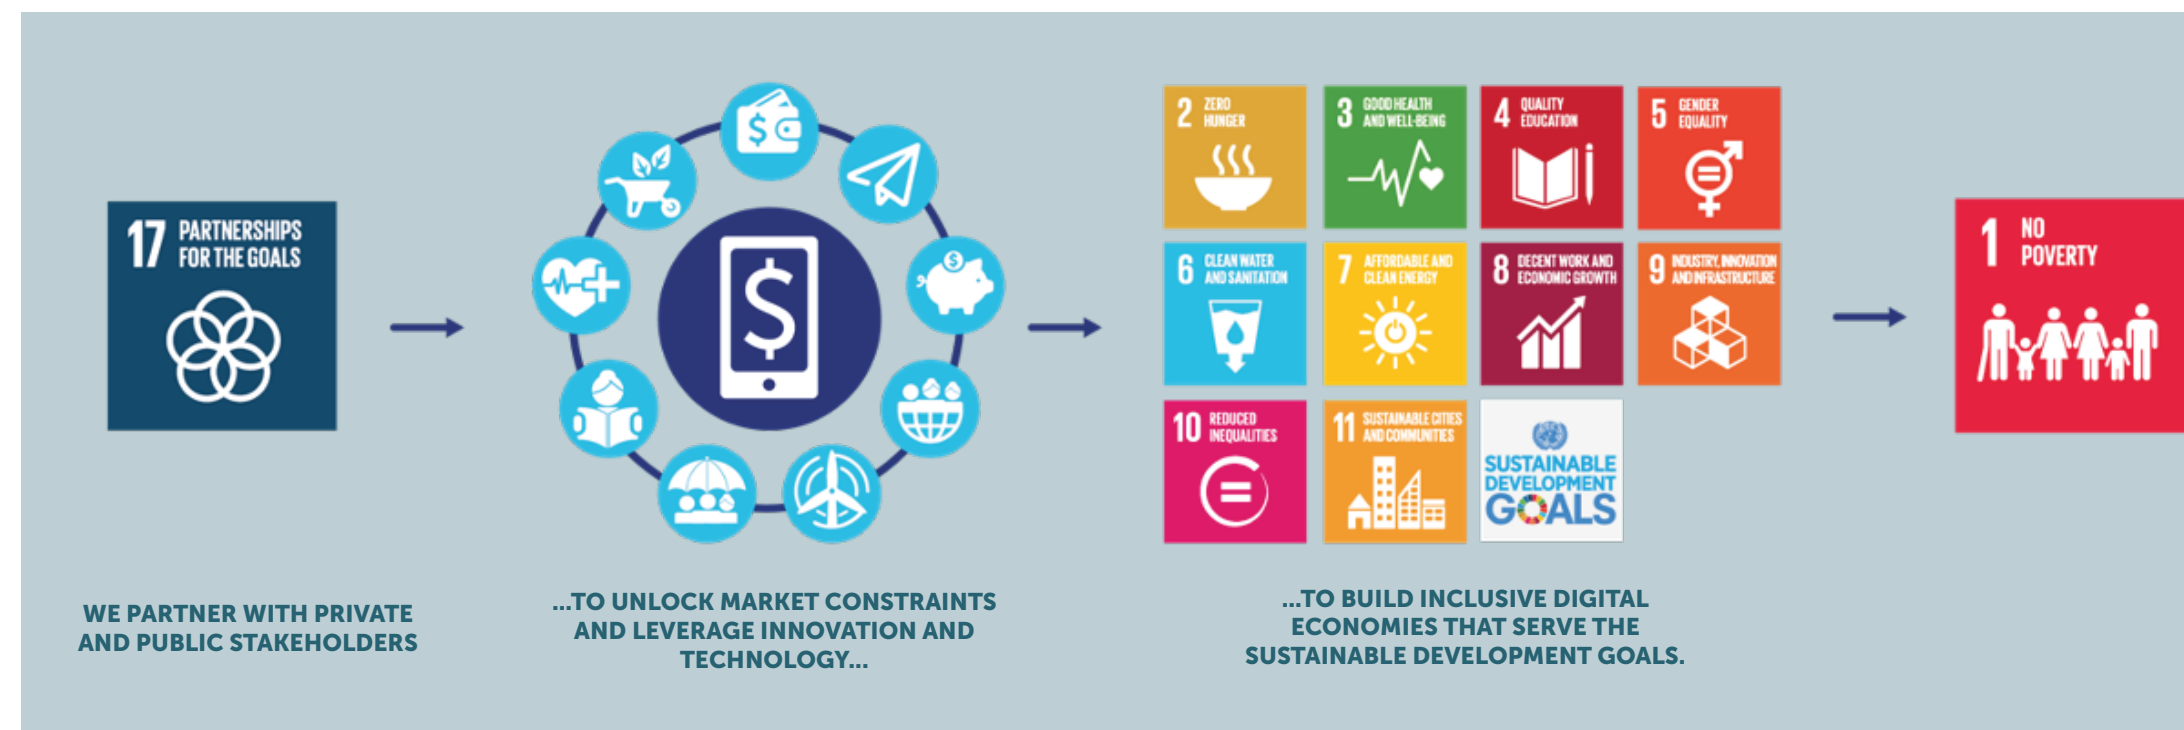 17 PARTNERSHIPS
FOR THE GOALS
WE PARTNER WITH PRIVATE
AND PUBLIC STAKEHOLDERS
$
$
$
...TO UNLOCK MARKET CONSTRAINTS
AND LEVERAGE INNOVATION AND
TECHNOLOGY...
2 ZERO
HUNGER
3 GOOD HEALTH
AND WELL-BEING
4 QUALITY
EDUCATION
5 GENDER
EQUALITY
6 CLEAN WATER
AND SANITATION
7 AFFORDABLE AND
CLEAN ENERGY
8 DECENT WORK AND
ECONOMIC GROWTH
9 INDUSTRY, INNOVATION
AND INFRASTRUCTURE
10 REDUCED
INEQUALITIES
11 SUSTAINABLE CITIES
AND COMMUNITIES
SUSTAINABLE
DEVELOPMENT
GOALS
...TO BUILD INCLUSIVE DIGITAL
ECONOMIES THAT SERVE THE
SUSTAINABLE DEVELOPMENT GOALS.
1 NO
POVERTY